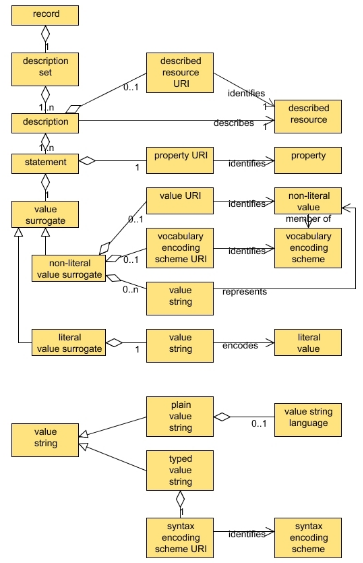 record
1
description
set
1..n
described
resource
URI
0..1
identifies
1
described
resource
description
describes
1
1..n
statement
1
property URI
identifies
property
1
value
surrogate
value URI
0..1
identifies
non-literal
value
member of
non-literal
value surrogate
0..1
vocabulary
encoding
scheme URI
identifies
vocabulary
encoding
scheme
0..n
value
string
represents
literal
value surrogate
1
value
string
encodes
literal
value
plain
value
string
0..1
value string
language
value
string
typed
value
string
1
syntax
encoding
scheme URI
identifies
syntax
encoding
scheme